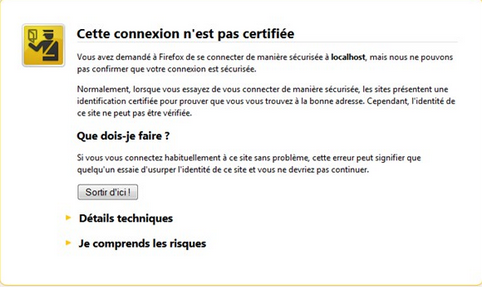 Cette connexion n'est pas certifiée
Vous avez demandé à Firefox de se connecter de manière sécurisée à localhost, mais nous ne pouvons
pas confirmer que votre connexion est sécurisée.
Normalement, lorsque vous essayez de vous connecter de manière sécurisée, les sites présentent une
identification certifiée pour prouver que vous vous trouvez à la bonne adresse. Cependant, l'identité de
ce site ne peut pas être vérifiée.
Que dois-je faire ?
Si vous vous connectez habituellement à ce site sans problème, cette erreur peut signifier que
quelqu'un essaie d'usurper l'identité de ce site et vous ne devriez pas continuer.
Sortir d'ici !
Détails techniques
Je comprends les risques